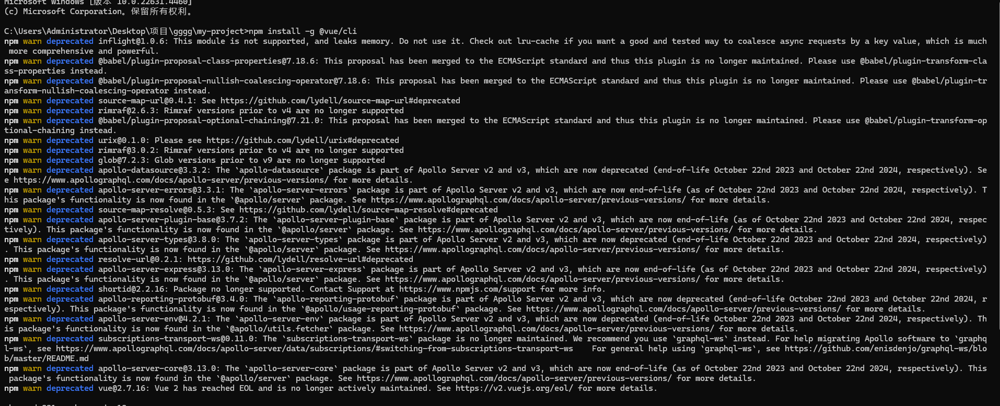 Microsoft Windows [版本 10.0.22631.4460]
(c) Microsoft Corporation。保留所有权利。
C:\Users\Administrator\Desktop\项目\gggg\my-project>npm install -g @vue/cli
npm warn deprecated inflight@1.0.6: This module is not supported, and leaks memory. Do not use it. Check out lru-cache if you want a good and tested way to coalesce async requests by a key value, which is much
 more comprehensive and powerful.
npm warn deprecated @babel/plugin-proposal-class-properties@7.18.6: This proposal has been merged to the ECMAScript standard and thus this plugin is no longer maintained. Please use @babel/plugin-transform-cla
ss-properties instead.
npm warn deprecated @babel/plugin-proposal-nullish-coalescing-operator@7.18.6: This proposal has been merged to the ECMAScript standard and thus this plugin is no longer maintained. Please use @babel/plugin-tr
ansform-nullish-coalescing-operator instead.
npm warn deprecated source-map-url@0.4.1: See https://github.com/lydell/source-map-url#deprecated
npm warn deprecated rimraf@2.6.3: Rimraf versions prior to v4 are no longer supported
npm warn deprecated @babel/plugin-proposal-optional-chaining@7.21.0: This proposal has been merged to the ECMAScript standard and thus this plugin is no longer maintained. Please use @babel/plugin-transform-op
tional-chaining instead.
npm warn deprecated urix@0.1.0: Please see https://github.com/lydell/urix#deprecated
npm warn deprecated rimraf@3.0.2: Rimraf versions prior to v4 are no longer supported
npm warn deprecated glob@7.2.3: Glob versions prior to v9 are no longer supported
npm warn deprecated apollo-datasource@3.3.2: The `apollo-datasource` package is part of Apollo Server v2 and v3, which are now deprecated (end-of-life October 22nd 2023 and October 22nd 2024, respectively). Se
e https://www.apollographql.com/docs/apollo-server/previous-versions/ for more details.
npm warn deprecated apollo-server-errors@3.3.1: The `apollo-server-errors` package is part of Apollo Server v2 and v3, which are now end-of-life (as of October 22nd 2023 and October 22nd 2024, respectively). T
his package's functionality is now found in the `@apollo/server` package. See https://www.apollographql.com/docs/apollo-server/previous-versions/ for more details.
npm warn deprecated source-map-resolve@0.5.3: See https://github.com/lydell/source-map-resolve#deprecated
npm warn deprecated apollo-server-plugin-base@3.7.2: The `apollo-server-plugin-base` package is part of Apollo Server v2 and v3, which are now end-of-life (as of October 22nd 2023 and October 22nd 2024, respec
tively). This package's functionality is now found in the `@apollo/server` package. See https://www.apollographql.com/docs/apollo-server/previous-versions/ for more details.
npm warn deprecated apollo-server-types@3.8.0: The `apollo-server-types` package is part of Apollo Server v2 and v3, which are now deprecated (end-of-life October 22nd 2023 and October 22nd 2024, respectively)
. This package's functionality is now found in the `@apollo/server` package. See https://www.apollographql.com/docs/apollo-server/previous-versions/ for more details.
npm warn deprecated resolve-url@0.2.1: https://github.com/lydell/resolve-url#deprecated
npm warn deprecated apollo-server-express@3.13.0: The `apollo-server-express` package is part of Apollo Server v2 and v3, which are now end-of-life (as of October 22nd 2023 and October 22nd 2024, respectively)
. This package's functionality is now found in the `@apollo/server` package. See https://www.apollographql.com/docs/apollo-server/previous-versions/ for more details.
npm warn deprecated shortid@2.2.16: Package no longer supported. Contact Support at https://www.npmjs.com/support for more info.
npm warn deprecated apollo-reporting-protobuf@3.4.0: The `apollo-reporting-protobuf` package is part of Apollo Server v2 and v3, which are now deprecated (end-of-life October 22nd 2023 and October 22nd 2024, r
espectively). This package's functionality is now found in the `@apollo/usage-reporting-protobuf` package. See https://www.apollographql.com/docs/apollo-server/previous-versions/ for more details.
npm warn deprecated apollo-server-env@4.2.1: The `apollo-server-env` package is part of Apollo Server v2 and v3, which are now deprecated (end-of-life October 22nd 2023 and October 22nd 2024, respectively). Th
is package's functionality is now found in the `@apollo/utils.fetcher` package. See https://www.apollographql.com/docs/apollo-server/previous-versions/ for more details.
npm warn deprecated subscriptions-transport-ws@0.11.0: The `subscriptions-transport-ws` package is no longer maintained. We recommend you use `graphql-ws` instead. For help migrating Apollo software to `graphq
l-ws`, see https://www.apollographql.com/docs/apollo-server/data/subscriptions/#switching-from-subscriptions-transport-ws    For general help using `graphql-ws`, see https://github.com/enisdenjo/graphql-ws/blo
b/master/README.md
npm warn deprecated apollo-server-core@3.13.0: The `apollo-server-core` package is part of Apollo Server v2 and v3, which are now end-of-life (as of October 22nd 2023 and October 22nd 2024, respectively). This
 package's functionality is now found in the `@apollo/server` package. See https://www.apollographql.com/docs/apollo-server/previous-versions/ for more details.
npm warn deprecated vue@2.7.16: Vue 2 has reached EOL and is no longer actively maintained. See https://v2.vuejs.org/eol/ for more details.